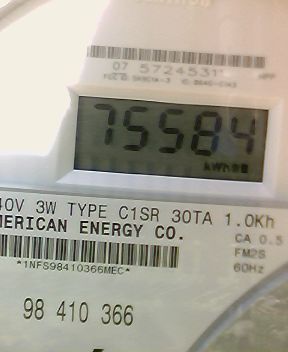 07 5724531
75584
kWh
40V 3W TYPE C1SR 30TA 1.0Kh
MERICAN ENERGY CO.
CA 0.5
FM2S
60Hz
*1NFS98410366MEC*
98 410 366